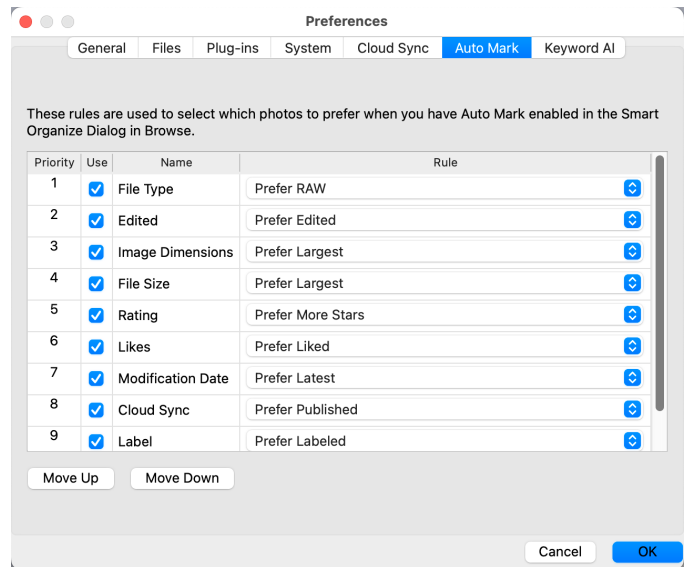 Preferences
General Files Plug-ins System Cloud Sync Auto Mark Keyword AI
These rules are used to select which photos to prefer when you have Auto Mark enabled in the Smart
Organize Dialog in Browse.
Priority Use Name Rule
1 File Type Prefer RAW
2 Edited Prefer Edited
3 Image Dimensions Prefer Largest
4 File Size Prefer Largest
5 Rating Prefer More Stars
6 Likes Prefer Liked
7 Modification Date Prefer Latest
8 Cloud Sync Prefer Published
9 Label Prefer Labeled
Move Up Move Down
Cancel OK